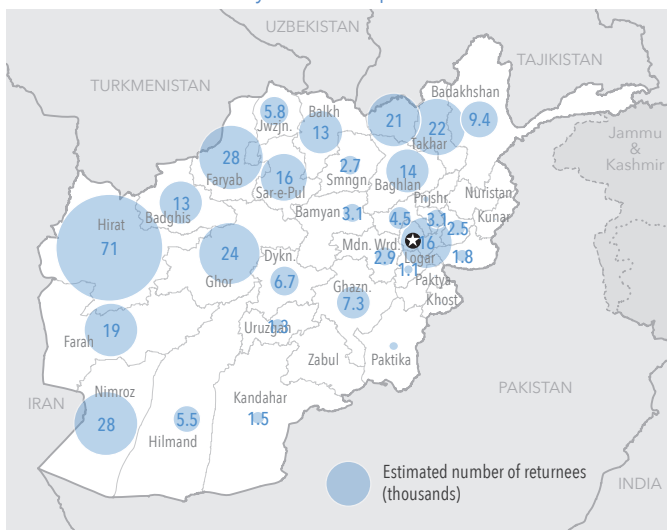 UZBEKISTAN
TAJIKISTAN
TURKMENISTAN
Badakhshan
5.8
Balkh
21
9.4
Jwzjn.
13
22
Takhar
Jammu
&
Kashmir
28
2.7
14
Faryab
16
Smngn.
Baghlan
Sar-e-Pul
Pnjshr.
Nuristan
13
Badghis
Bamyan
3.1
4.5
3.1
Kunar
2.5
Hirat
71
24
Dykn.
Mdn. Wrd.
16
2.9
Logar
1.8
1.1
Ghor
6.7
Ghazn.
Paktya
7.3
Khost
19
Farah
Uruzgan
1.3
Zabul
Paktika
IRAN
Nimroz
28
Kandahar
PAKISTAN
5.5
1.5
Hilmand
Estimated number of returnees
(thousands)
INDIA